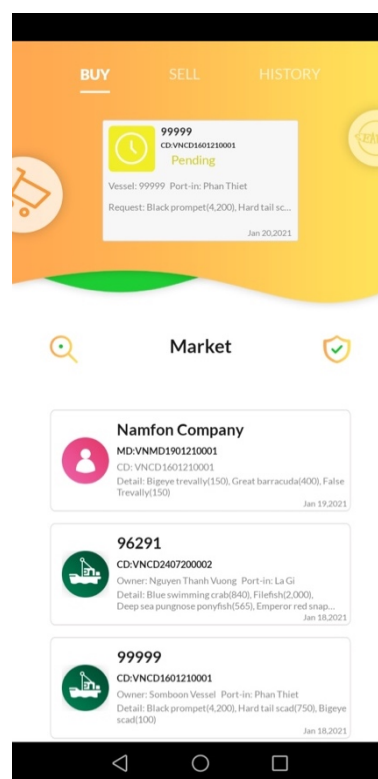 BUY SELL HISTORY
99999
CD:VNCD1601210001
Pending
Vessel: 99999 Port-in: Phan Thiet
Request: Black prompet(4,200), Hard tail sc...
Jan 20,2021
Market
Namfon Company
MD:VNMD1901210001
CD: VNCD1601210001
Detail: Bigeye trevally(150), Great barracuda(400), False
Trevally(150)
Jan 19,2021
96291
CD:VNCD2407200002
Owner: Nguyen Thanh Vuong Port-in: La Gi
Detail: Blue swimming crab(840), Filefish(2,000),
Deep sea pungnose ponyfish(565), Emperor red snap...
Jan 18,2021
99999
CD:VNCD1601210001
Owner: Somboon Vessel Port-in: Phan Thiet
Detail: Black prompet(4,200), Hard tail scad(750), Bigeye
scad(100)
Jan 18,2021